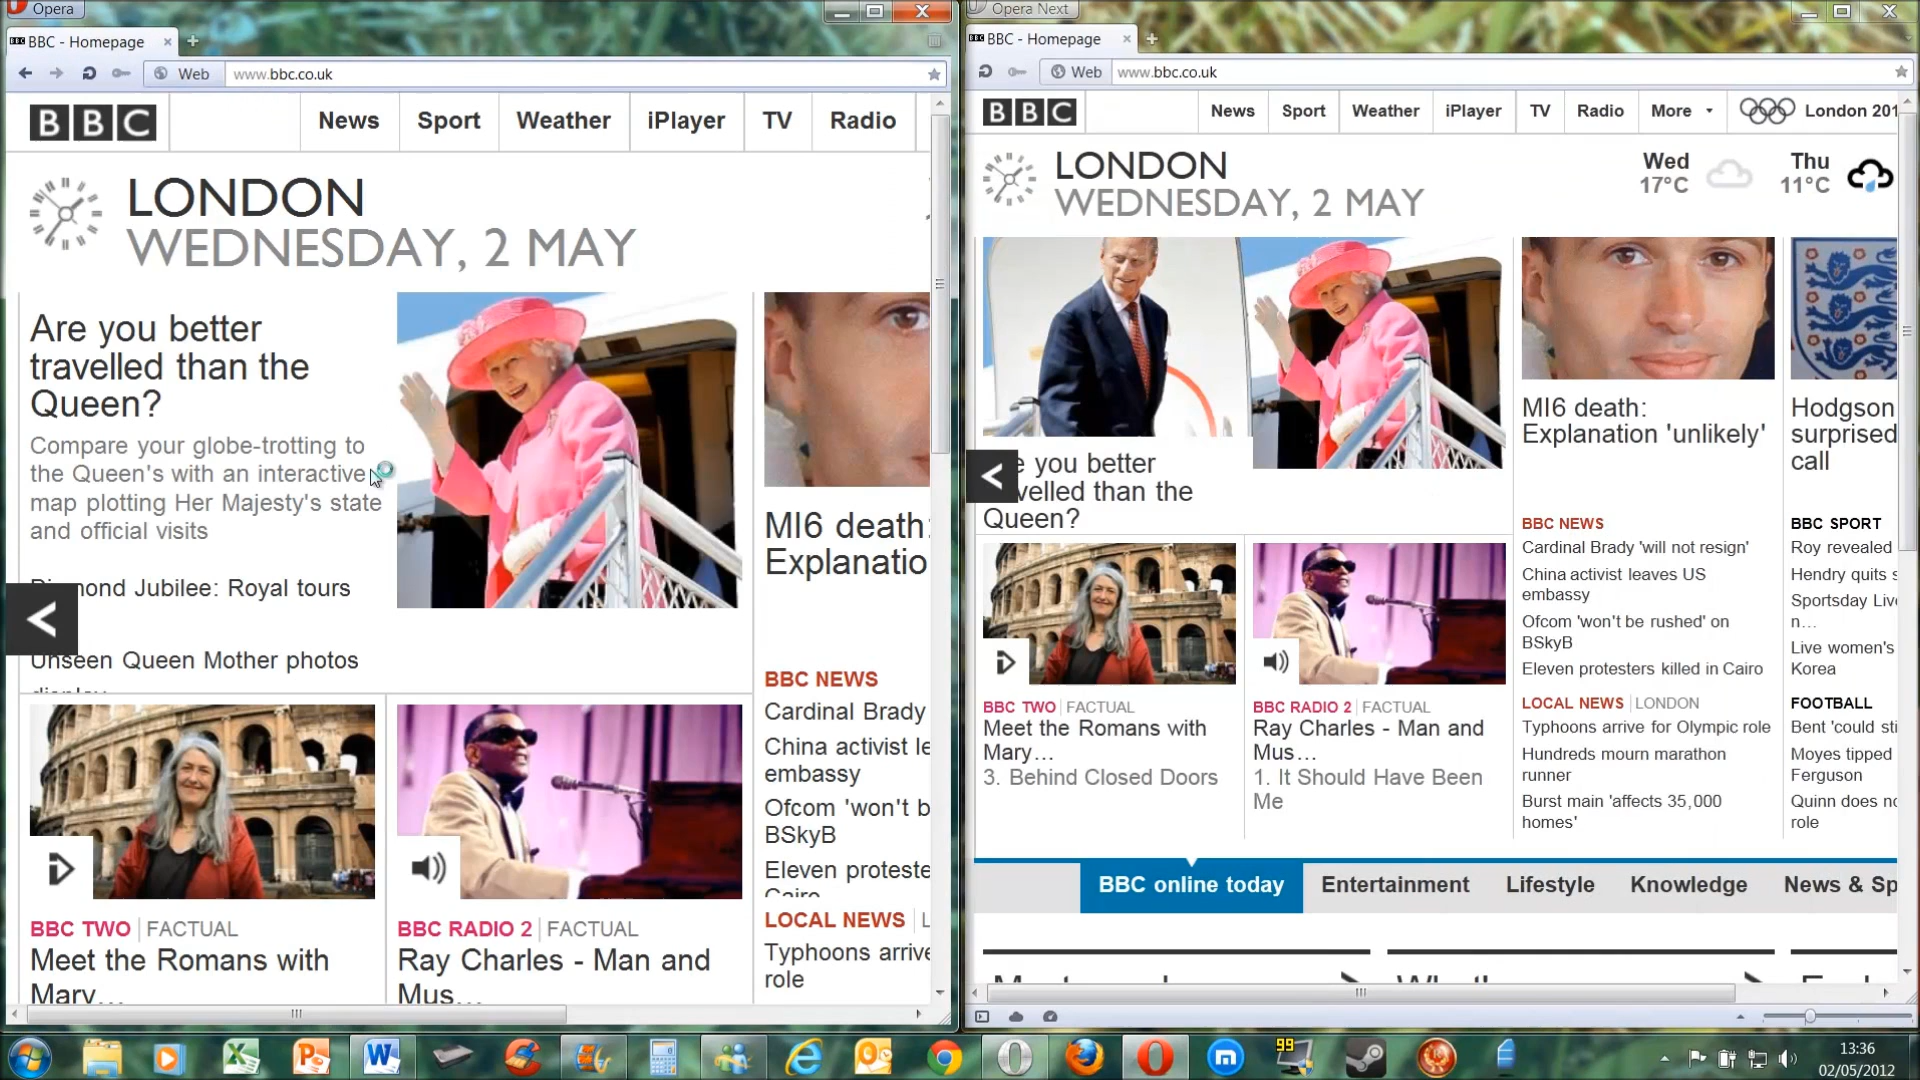 Opera
BBC - Homepage
Web
www.bbc.co.uk
BBC
News
Sport
Weather
iPlayer
TV
Radio
LONDON
WEDNESDAY, 2 MAY
Are you better
travelled than the
Queen?
Compare your globe-trotting to
the Queen's with an interactive
map plotting Her Majesty's state
and official visits
mond Jubilee: Royal tours
Unseen Queen Mother photos
MI6 death:
Explanatio
BBC NEWS
Cardinal Brady
China activist le
embassy
Ofcom 'won't b
BSkyB
Eleven proteste
Cairo
LOCAL NEWS L
Typhoons arrive
role
BBC TWO FACTUAL
Meet the Romans with
Mary...
BBC RADIO 2 FACTUAL
Ray Charles - Man and
Mus...
Opera Next
BBC - Homepage
Web
www.bbc.co.uk
BBC
News
Sport
Weather
iPlayer
TV
Radio
More
London 201
LONDON
WEDNESDAY, 2 MAY
Wed
17°C
Thu
11°C
e you better
velled than the
Queen?
MI6 death:
Explanation 'unlikely'
Hodgson
surprised
call
BBC NEWS
Cardinal Brady 'will not resign'
China activist leaves US
embassy
Ofcom 'won't be rushed' on
BSkyB
Eleven protesters killed in Cairo
LOCAL NEWS LONDON
Typhoons arrive for Olympic role
Hundreds mourn marathon
runner
Burst main 'affects 35,000
homes'
BBC SPORT
Roy revealed
Hendry quits s
Sportsday Live
n...
Live women's
Korea
FOOTBALL
Bent 'could sti
Moyes tipped
Ferguson
Quinn does no
role
BBC TWO FACTUAL
Meet the Romans with
Mary...
3. Behind Closed Doors
BBC RADIO 2 FACTUAL
Ray Charles - Man and
Mus...
1. It Should Have Been
Me
BBC online today
Entertainment
Lifestyle
Knowledge
News & Sp
99
13:36
02/05/2012